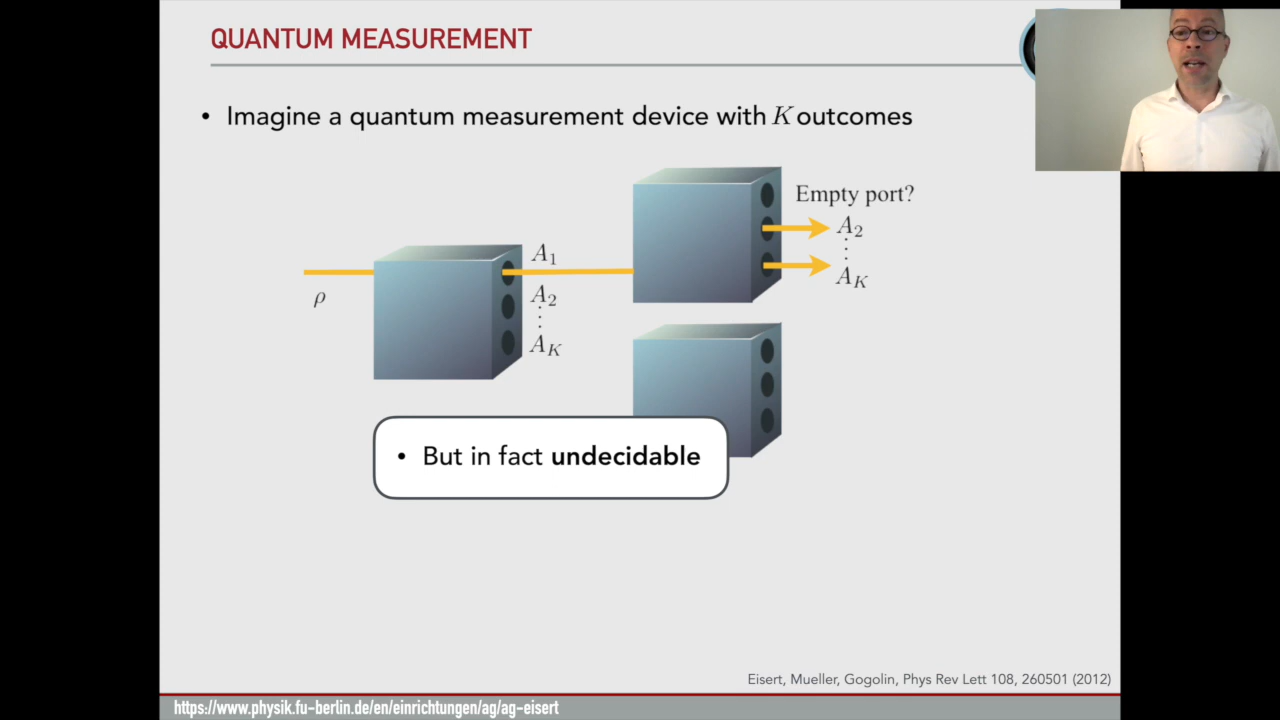 QUANTUM MEASUREMENT
• Imagine a quantum measurement device with K outcomes
Empty port?
A₂
⋮
A_K
A₁
A₂
⋮
A_K
ρ
• But in fact undecidable
Eisert, Mueller, Gogolin, Phys Rev Lett 108, 260501 (2012)
https://www.physik.fu-berlin.de/en/einrichtungen/ag/ag-eisert